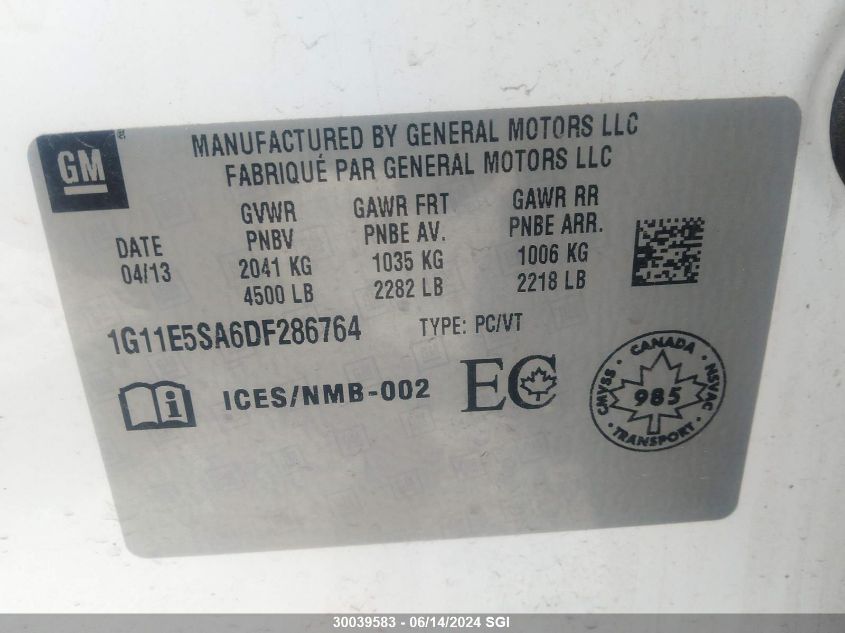 GM
MANUFACTURED BY GENERAL MOTORS LLC
FABRIQUÉ PAR GENERAL MOTORS LLC
DATE
04/13
GVWR
PNBV
2041 KG
4500 LB
GAWR FRT
PNBE AV.
1035 KG
2282 LB
GAWR RR
PNBE ARR.
1006 KG
2218 LB
1G11E5SA6DF286764 TYPE: PC/VT
i ICES/NMB-002
EC
CANADA
CMVSS 985 NSVAC
TRANSPORT
30039583 - 06/14/2024 SGI